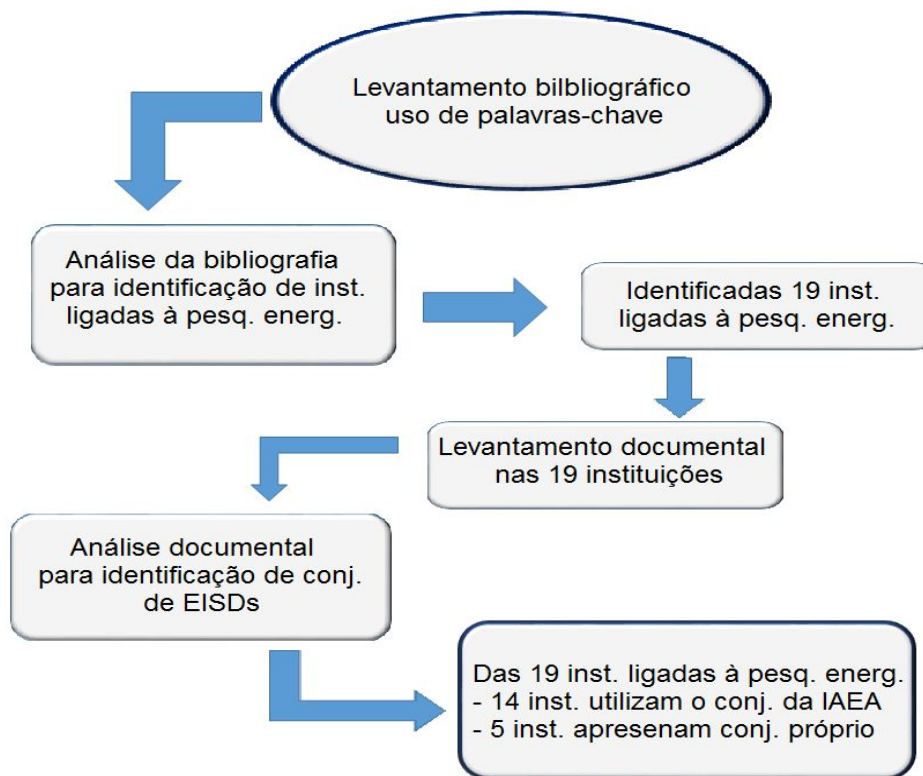 Levantamento bilbliográfico
uso de palavras-chave
Análise da bibliografia
para identificação de inst.
ligadas à pesq. energ.
Identificadas 19 inst.
ligadas à pesq. energ.
Levantamento documental
nas 19 instituições
Análise documental
para identificação de conj.
de EISDs
Das 19 inst. ligadas à pesq. energ.
- 14 inst. utilizam o conj. da IAEA
- 5 inst. apresenam conj. próprio